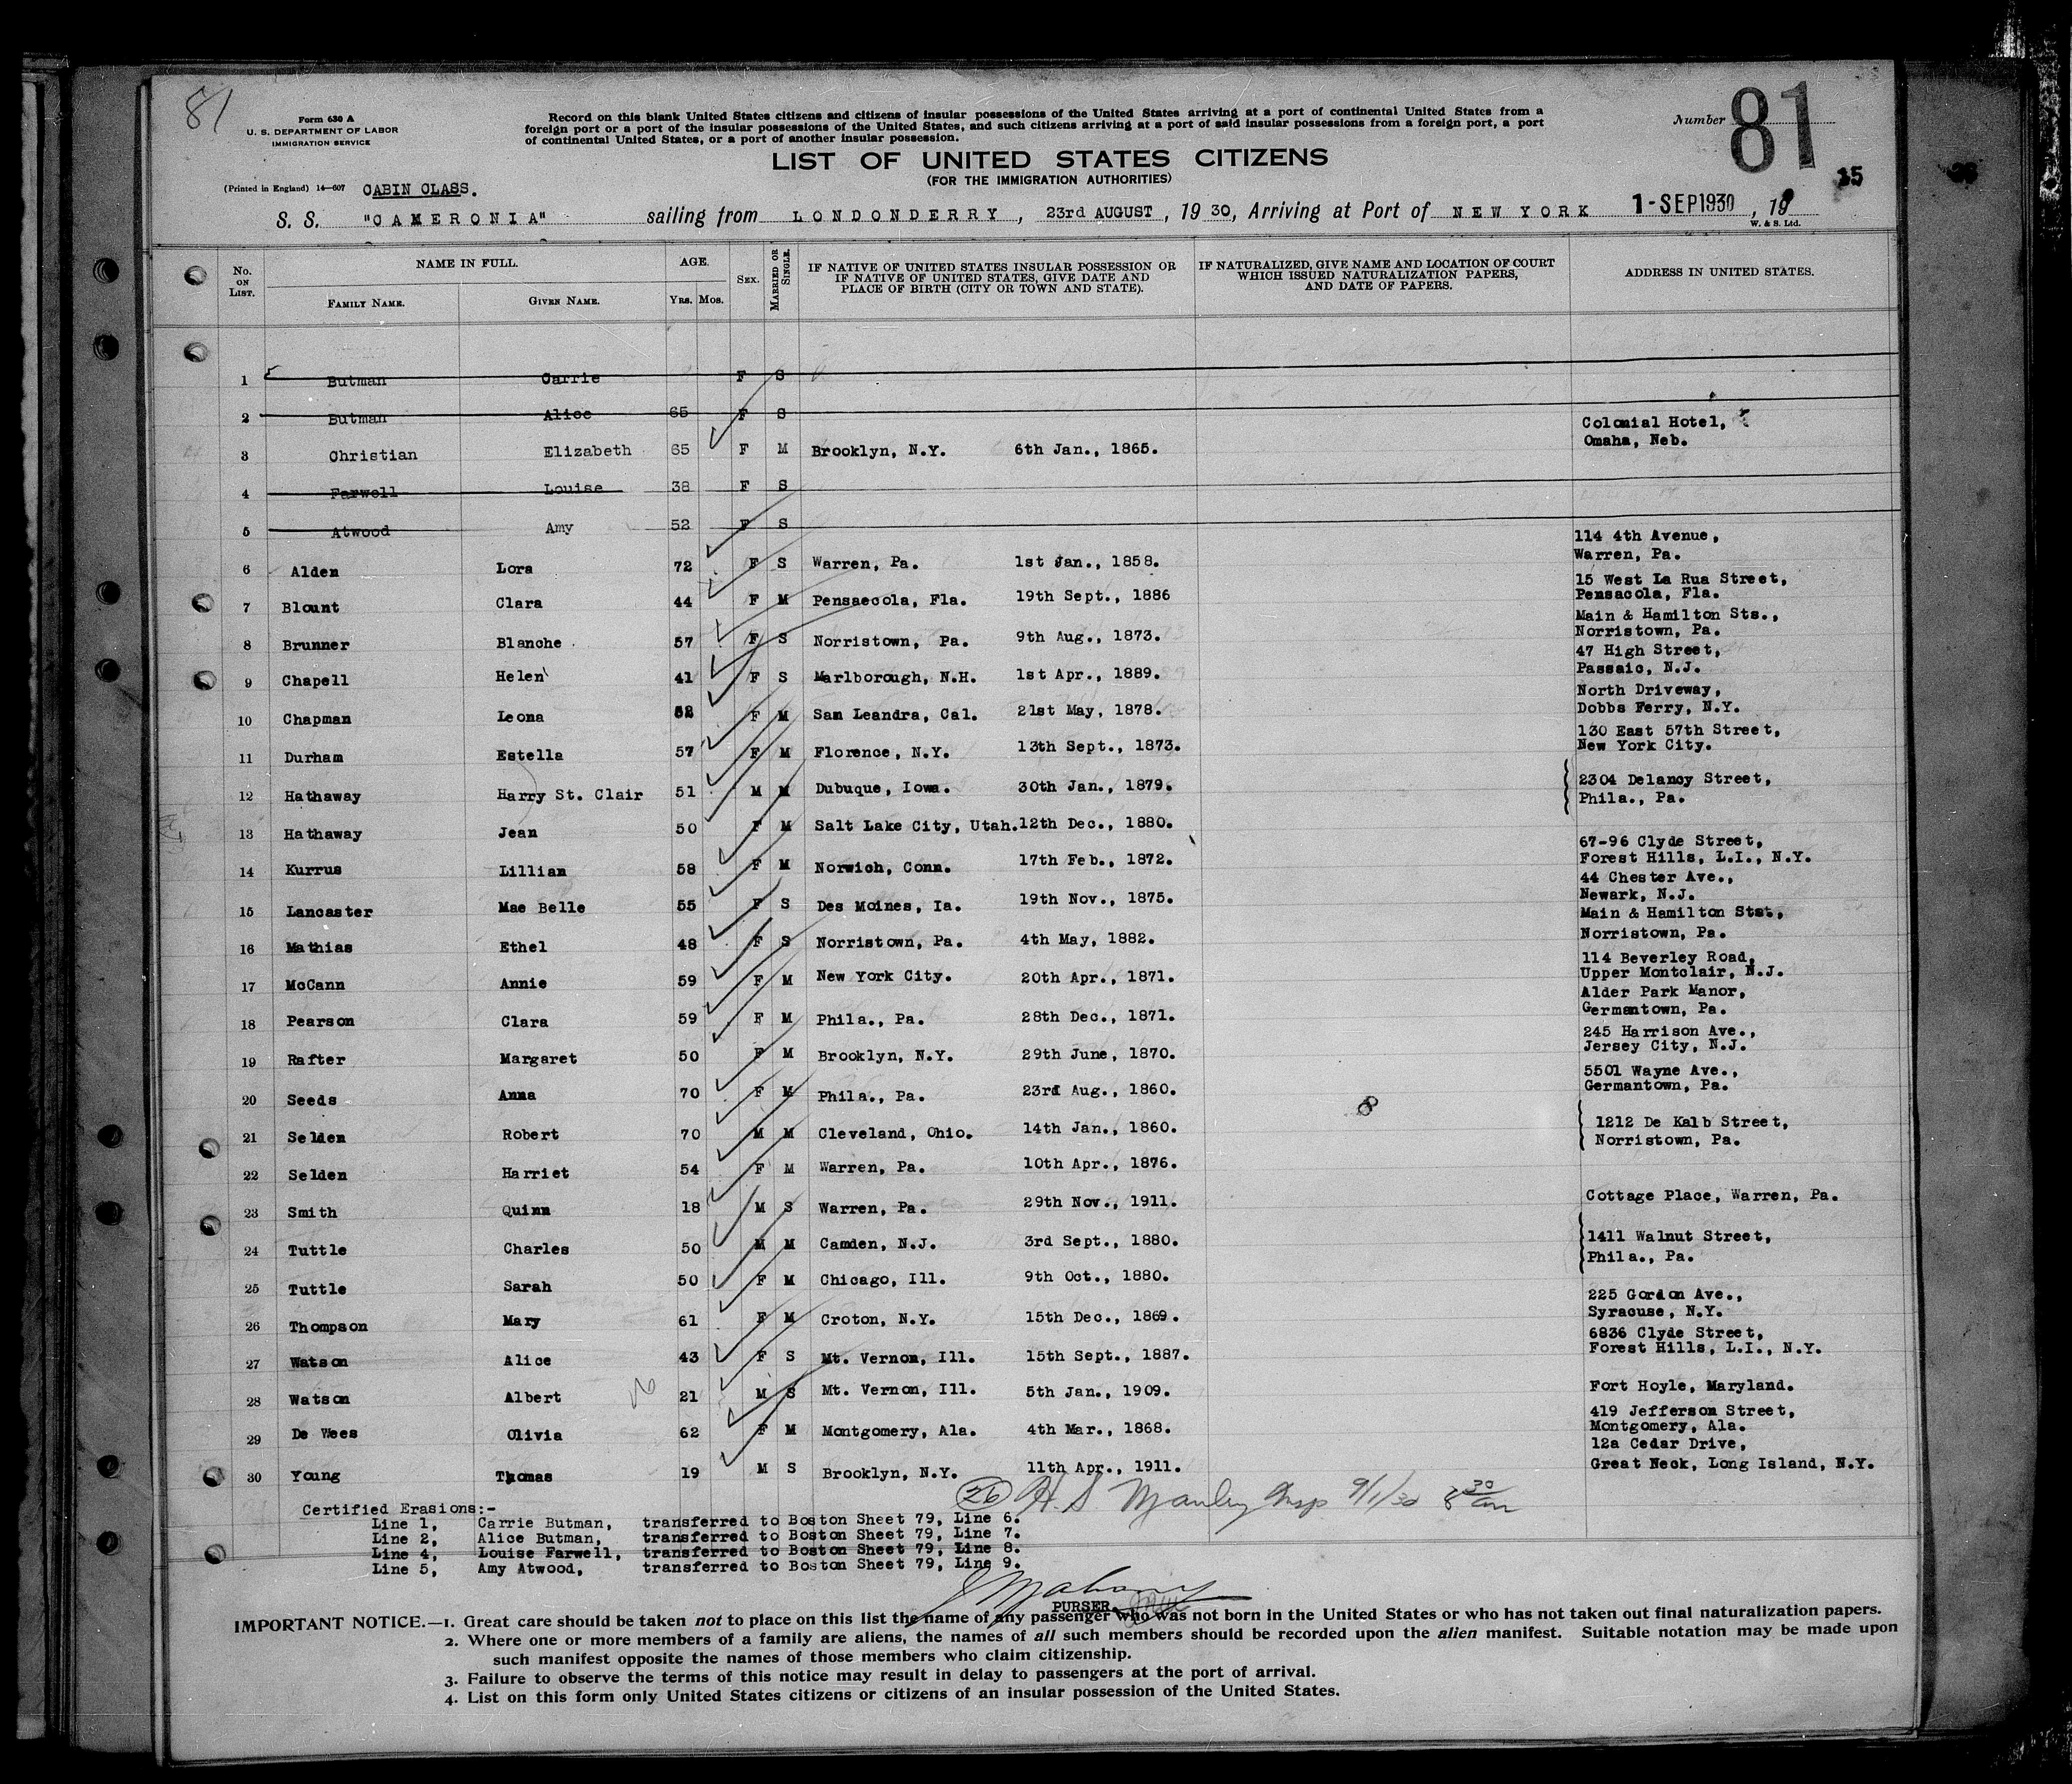 81
Form 630 A
U. S. DEPARTMENT OF LABOR
IMMIGRATION SERVICE
Record on this blank United States citizens and citizens of insular possessions of the United States arriving at a port of continental United States from a
foreign port or a port of the insular possessions of the United States, and such citizens arriving at a port of said insular possessions from a foreign port, a port
of continental United States, or a port of another insular possession.
Number 81
LIST OF UNITED STATES CITIZENS
(FOR THE IMMIGRATION AUTHORITIES)
15
(Printed in England) 14—607 CABIN CLASS.
S. S. "CAMERONIA" sailing from LONDONDERRY, 23rd AUGUST, 19 30, Arriving at Port of NEW YORK 1-SEP1930, 19
W. & S. Ltd.
No. ON LIST. NAME IN FULL. FAMILY NAME. GIVEN NAME. AGE. YRS. MOS. SEX. MARRIED OR SINGLE. IF NATIVE OF UNITED STATES INSULAR POSSESSION OR IF NATIVE OF UNITED STATES, GIVE DATE AND PLACE OF BIRTH (CITY OR TOWN AND STATE). IF NATURALIZED, GIVE NAME AND LOCATION OF COURT WHICH ISSUED NATURALIZATION PAPERS, AND DATE OF PAPERS. ADDRESS IN UNITED STATES.
1 Butman Carrie F S
2 Butman Alice 65 F S
3 Christian Elizabeth 65 F M Brooklyn, N.Y. 6th Jan., 1865. Colonial Hotel, Omaha, Neb.
4 Farwell Louise 38 F S
5 Atwood Amy 52 F S
6 Alden Lora 72 F S Warren, Pa. 1st Jan., 1858. 114 4th Avenue, Warren, Pa.
7 Blount Clara 44 F M Pensaecola, Fla. 19th Sept., 1886 15 West La Rua Street, Pensacola, Fla.
8 Brunner Blanche 57 F S Norristown, Pa. 9th Aug., 1873. Main & Hamilton Sts., Norristown, Pa.
9 Chapell Helen 41 F S Marlborough, N.H. 1st Apr., 1889. 47 High Street, Passaic, N.J.
10 Chapman Leona 52 F M San Leandra, Cal. 21st May, 1878. North Driveway, Dobbs Ferry, N.Y.
11 Durham Estella 57 F M Florence, N.Y. 13th Sept., 1873. 130 East 57th Street, New York City.
12 Hathaway Harry St. Clair 51 M M Dubuque, Iowa. 30th Jan., 1879. 2304 Delancy Street, Phila., Pa.
13 Hathaway Jean 50 F M Salt Lake City, Utah. 12th Dec., 1880.
14 Kurrus Lillian 58 F M Norwich, Conn. 17th Feb., 1872. 67-96 Clyde Street, Forest Hills, L.I., N.Y.
15 Lancaster Mae Belle 55 F S Des Moines, Ia. 19th Nov., 1875. 44 Chester Ave., Newark, N.J.
16 Mathias Ethel 48 F S Norristown, Pa. 4th May, 1882. Main & Hamilton Stst, Norristown, Pa.
17 McCann Annie 59 F M New York City. 20th Apr., 1871. 114 Beverley Road, Upper Montclair, N.J.
18 Pearson Clara 59 F M Phila., Pa. 28th Dec., 1871. Alder Park Manor, Germantown, Pa.
19 Rafter Margaret 50 F M Brooklyn, N.Y. 29th June, 1870. 245 Harrison Ave., Jersey City, N.J.
20 Seeds Anna 70 F M Phila., Pa. 23rd Aug., 1860. 5501 Wayne Ave., Germantown, Pa.
21 Selden Robert 70 M M Cleveland, Ohio. 14th Jan., 1860. 1212 De Kalb Street, Norristown, Pa.
22 Selden Harriet 54 F M Warren, Pa. 10th Apr., 1876.
23 Smith Quinn 18 M S Warren, Pa. 29th Nov., 1911. Cottage Place, Warren, Pa.
24 Tuttle Charles 50 M M Camden, N.J. 3rd Sept., 1880. 1411 Walnut Street, Phila., Pa.
25 Tuttle Sarah 50 F M Chicago, Ill. 9th Oct., 1880.
26 Thompson Mary 61 F M Croton, N.Y. 15th Dec., 1869. 225 Gordon Ave., Syracuse, N.Y.
27 Watson Alice 43 F S Mt. Vernon, Ill. 15th Sept., 1887. 6836 Clyde Street, Forest Hills, L.I., N.Y.
28 Watson Albert 21 M S Mt. Vernon, Ill. 5th Jan., 1909. Fort Hoyle, Maryland.
29 De Wees Olivia 62 F M Montgomery, Ala. 4th Mar., 1868. 419 Jefferson Street, Montgomery, Ala.
30 Young Thomas 19 M S Brooklyn, N.Y. 11th Apr., 1911. 12a Cedar Drive, Great Neck, Long Island, N.Y.
26 H. S. Manley Insp 9/1/30 8 30 am
Certified Erasions:-
Line 1, Carrie Butman, transferred to Boston Sheet 79, Line 6.
Line 2, Alice Butman, transferred to Boston Sheet 79, Line 7.
Line 4, Louise Farwell, transferred to Boston Sheet 79, Line 8.
Line 5, Amy Atwood, transferred to Boston Sheet 79, Line 9.
PURSER
IMPORTANT NOTICE.—1. Great care should be taken not to place on this list the name of any passenger who was not born in the United States or who has not taken out final naturalization papers.
2. Where one or more members of a family are aliens, the names of all such members should be recorded upon the alien manifest. Suitable notation may be made upon
such manifest opposite the names of those members who claim citizenship.
3. Failure to observe the terms of this notice may result in delay to passengers at the port of arrival.
4. List on this form only United States citizens or citizens of an insular possession of the United States.